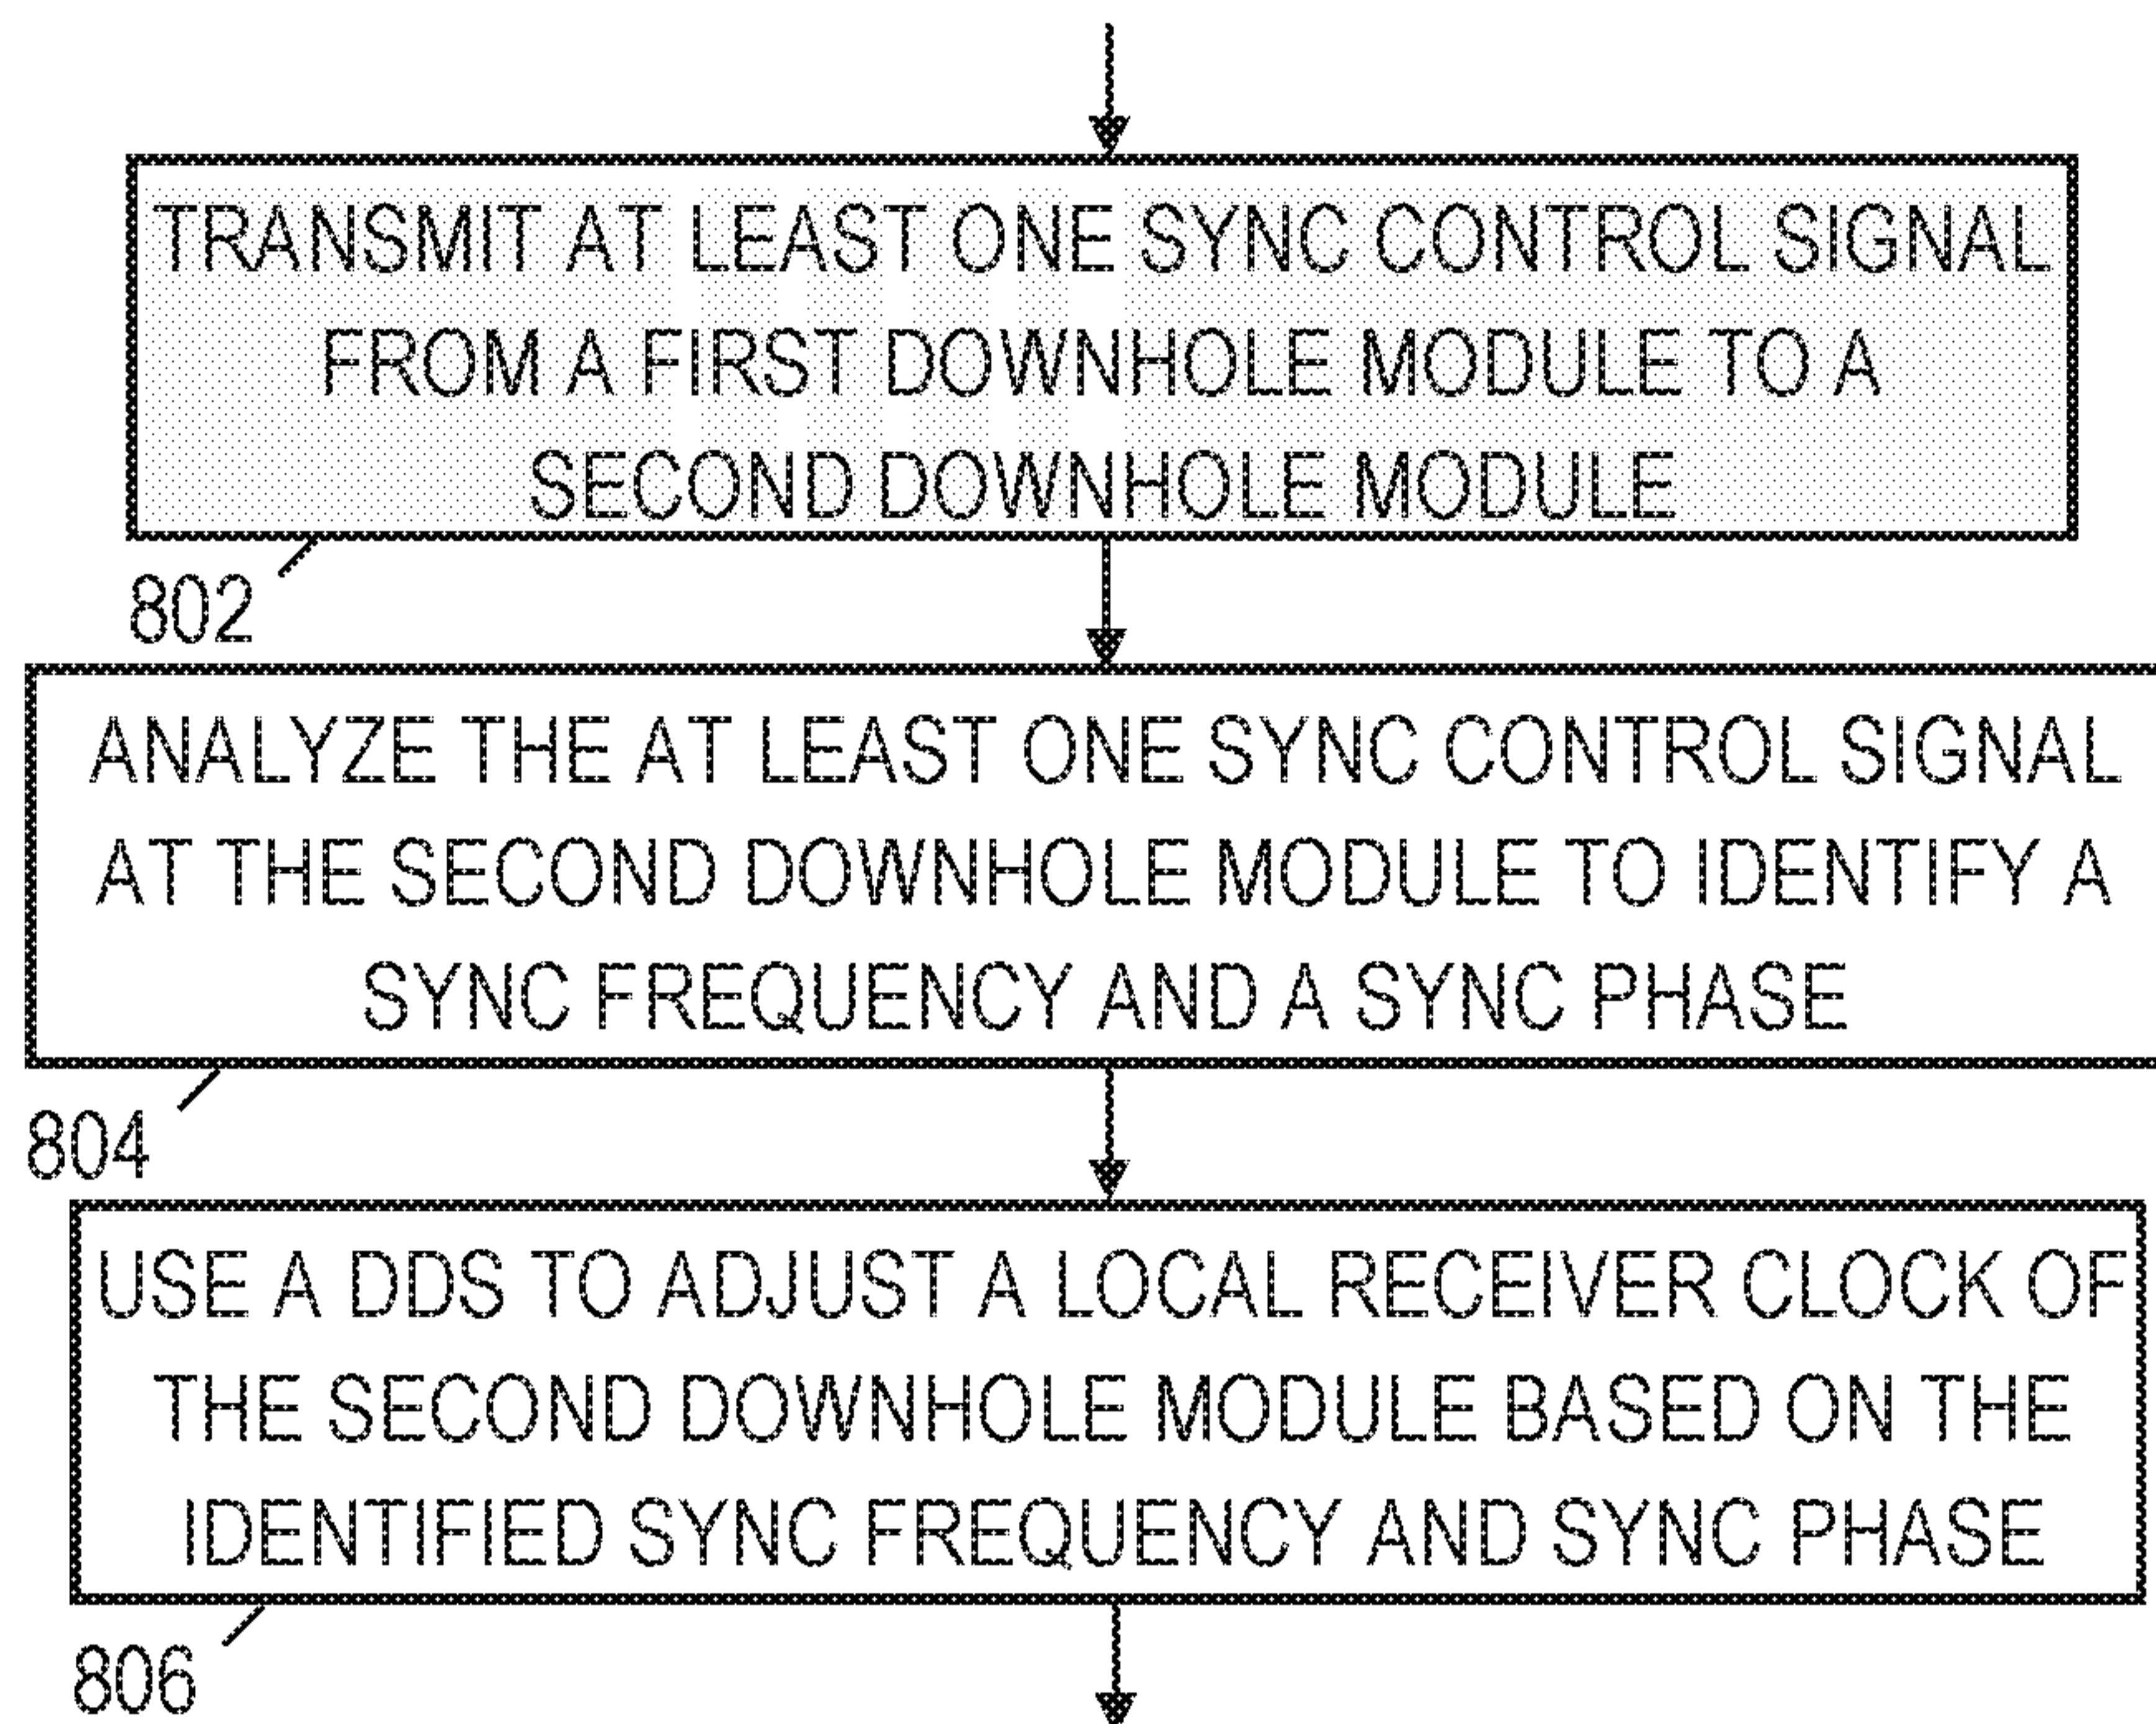 TRANSMIT AT LEAST ONE SYNC CONTROL SIGNAL
FROM A FIRST DOWNHOLE MODULE TO A
SECOND DOWNHOLE MODULE
802
ANALYZE THE AT LEAST ONE SYNC CONTROL SIGNAL
AT THE SECOND DOWNHOLE MODULE TO IDENTIFY A
SYNC FREQUENCY AND A SYNC PHASE
804
USE A DDS TO ADJUST A LOCAL RECEIVER CLOCK OF
THE SECOND DOWNHOLE MODULE BASED ON THE
IDENTIFIED SYNC FREQUENCY AND SYNC PHASE
806